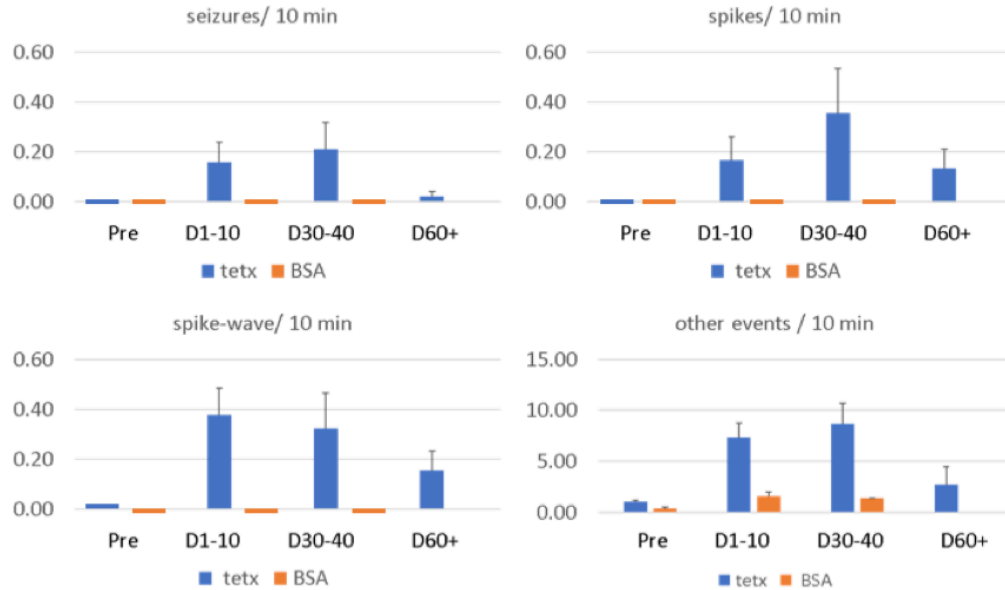 seizures/ 10 min
0.60
0.40
0.20
0.00
Pre D1-10 D30-40 D60+
tetx BSA
spikes/ 10 min
0.60
0.40
0.20
0.00
Pre D1-10 D30-40 D60+
tetx BSA
spike-wave/ 10 min
0.60
0.40
0.20
0.00
Pre D1-10 D30-40 D60+
tetx BSA
other events / 10 min
15.00
10.00
5.00
0.00
Pre D1-10 D30-40 D60+
tetx BSA